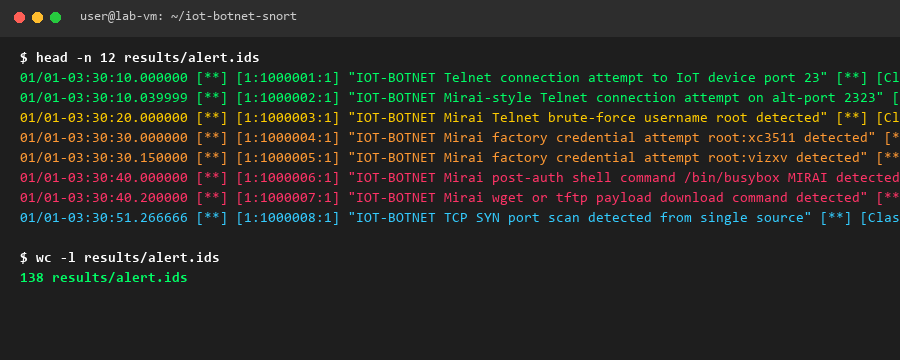 user@lab-vm: ~/iot-botnet-snort
$ head -n 12 results/alert.ids
01/01-03:30:10.000000 [**] [1:1000001:1] "IOT-BOTNET Telnet connection attempt to IoT device port 23" [**] [Cl
01/01-03:30:10.039999 [**] [1:1000002:1] "IOT-BOTNET Mirai-style Telnet connection attempt on alt-port 2323" [
01/01-03:30:20.000000 [**] [1:1000003:1] "IOT-BOTNET Mirai Telnet brute-force username root detected" [**] [Cl
01/01-03:30:30.000000 [**] [1:1000004:1] "IOT-BOTNET Mirai factory credential attempt root:xc3511 detected" [*
01/01-03:30:30.150000 [**] [1:1000005:1] "IOT-BOTNET Mirai factory credential attempt root:vizxv detected" [**
01/01-03:30:40.000000 [**] [1:1000006:1] "IOT-BOTNET Mirai post-auth shell command /bin/busybox MIRAI detected
01/01-03:30:40.200000 [**] [1:1000007:1] "IOT-BOTNET Mirai wget or tftp payload download command detected" [**
01/01-03:30:51.266666 [**] [1:1000008:1] "IOT-BOTNET TCP SYN port scan detected from single source" [**] [Clas
$ wc -l results/alert.ids
138 results/alert.ids